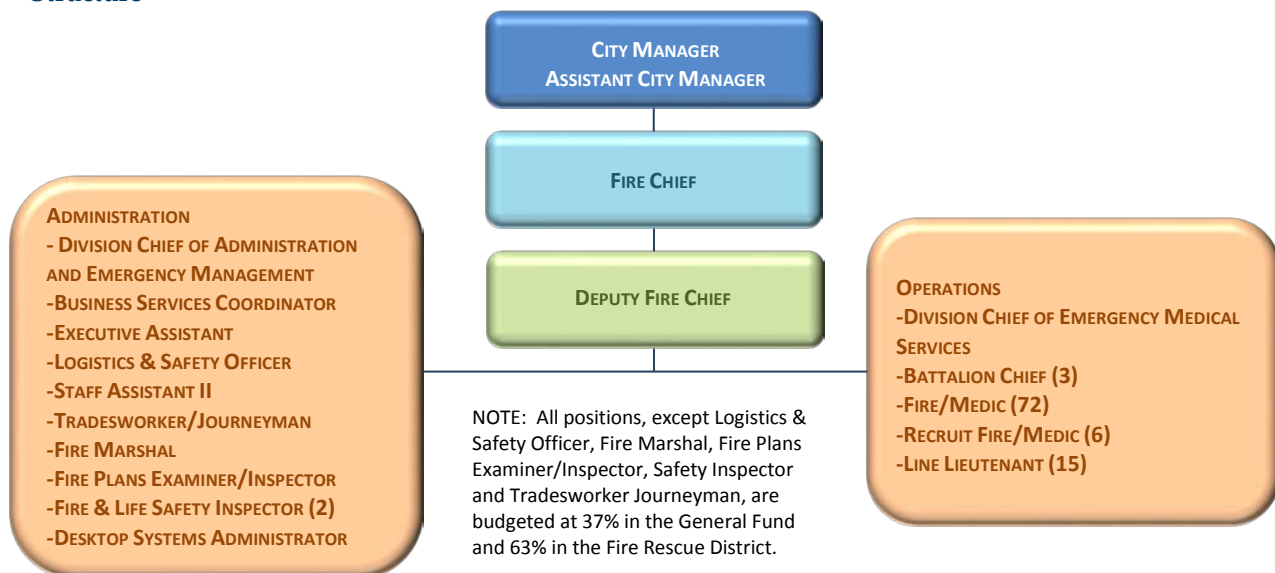 Structure
CITY MANAGER
ASSISTANT CITY MANAGER
FIRE CHIEF
DEPUTY FIRE CHIEF
ADMINISTRATION
- DIVISION CHIEF OF ADMINISTRATION
AND EMERGENCY MANAGEMENT
-BUSINESS SERVICES COORDINATOR
-EXECUTIVE ASSISTANT
-LOGISTICS & SAFETY OFFICER
-STAFF ASSISTANT II
-TRADESWORKER/JOURNEYMAN
-FIRE MARSHAL
-FIRE PLANS EXAMINER/INSPECTOR
-FIRE & LIFE SAFETY INSPECTOR (2)
-DESKTOP SYSTEMS ADMINISTRATOR
NOTE: All positions, except Logistics &
Safety Officer, Fire Marshal, Fire Plans
Examiner/Inspector, Safety Inspector
and Tradesworker Journeyman, are
budgeted at 37% in the General Fund
and 63% in the Fire Rescue District.
OPERATIONS
-DIVISION CHIEF OF EMERGENCY MEDICAL
SERVICES
-BATTALION CHIEF (3)
-FIRE/MEDIC (72)
-RECRUIT FIRE/MEDIC (6)
-LINE LIEUTENANT (15)